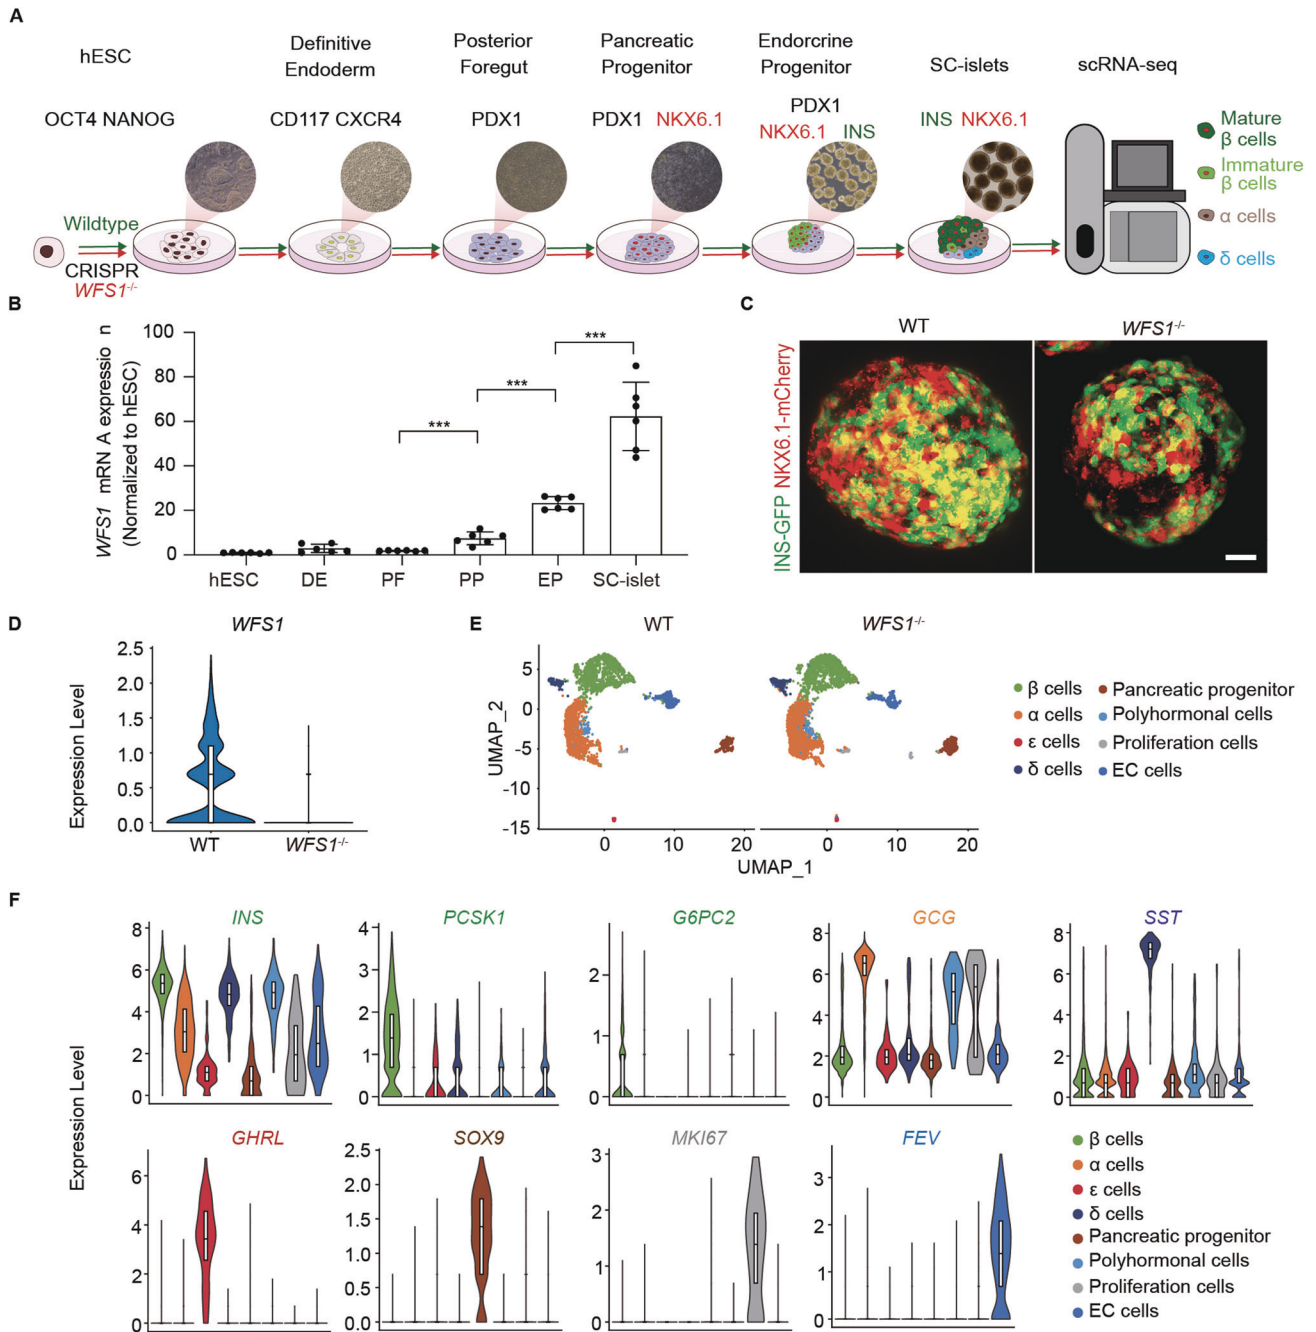 A
hESC
Definitive
Endoderm
Posterior
Foregut
Pancreatic
Progenitor
Endorcrine
Progenitor
SC-islets
scRNA-seq
OCT4 NANOG
CD117 CXCR4
PDX1
PDX1 NKX6.1
PDX1
NKX6.1 INS
INS NKX6.1
Mature
β cells
Immature
β cells
α cells
δ cells
Wildtype
CRISPR
WFS1-/-
B
WFS1 mRN A expressio n
(Normalized to hESC)
100
80
60
40
20
0
***
***
***
hESC DE PF PP EP SC-islet
C
WT WFS1-/-
INS-GFP NKX6.1-mCherry
D
WFS1
Expression Level
2.5
2.0
1.5
1.0
0.5
0.0
WT WFS1-/-
E
WT WFS1-/-
UMAP_2
5
0
-5
-10
-15
0 10 20 0 10 20
UMAP_1
β cells
α cells
ε cells
δ cells
Pancreatic progenitor
Polyhormonal cells
Proliferation cells
EC cells
F
Expression Level
INS
8
6
4
2
0
PCSK1
4
3
2
1
0
G6PC2
2
1
0
GCG
8
6
4
2
0
SST
8
6
4
2
0
Expression Level
GHRL
6
4
2
0
SOX9
2.5
2.0
1.5
1.0
0.5
0.0
MKI67
3
2
1
0
FEV
3
2
1
0
β cells
α cells
ε cells
δ cells
Pancreatic progenitor
Polyhormonal cells
Proliferation cells
EC cells